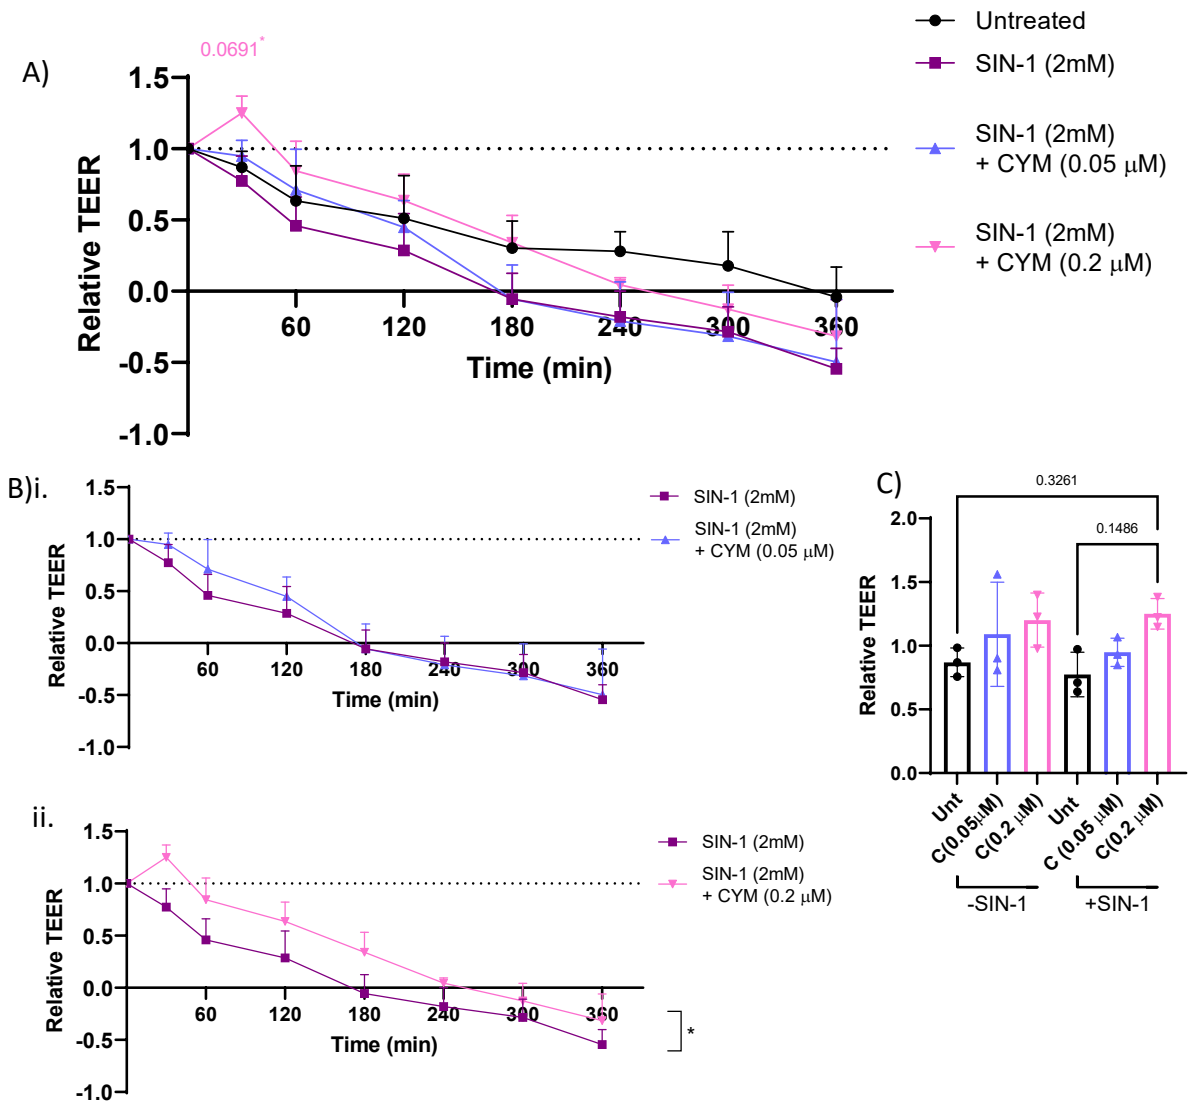 A)
0.0691*
1.5
1.0
0.5
0.0
-0.5
-1.0
Relative TEER
60 120 180 240 300 360
Time (min)
Untreated
SIN-1 (2mM)
SIN-1 (2mM)
+ CYM (0.05 μM)
SIN-1 (2mM)
+ CYM (0.2 μM)
B)i.
1.5
1.0
0.5
0.0
-0.5
-1.0
Relative TEER
60 120 180 240 300 360
Time (min)
SIN-1 (2mM)
SIN-1 (2mM)
+ CYM (0.05 μM)
ii.
1.5
1.0
0.5
0.0
-0.5
-1.0
Relative TEER
60 120 180 240 300 360
Time (min)
SIN-1 (2mM)
SIN-1 (2mM)
+ CYM (0.2 μM)
*
C)
0.3261
0.1486
2.0
1.5
1.0
0.5
0.0
Relative TEER
Unt
C(0.05μM)
C(0.2 μM)
Unt
C (0.05 μM)
C(0.2 μM)
-SIN-1
+SIN-1